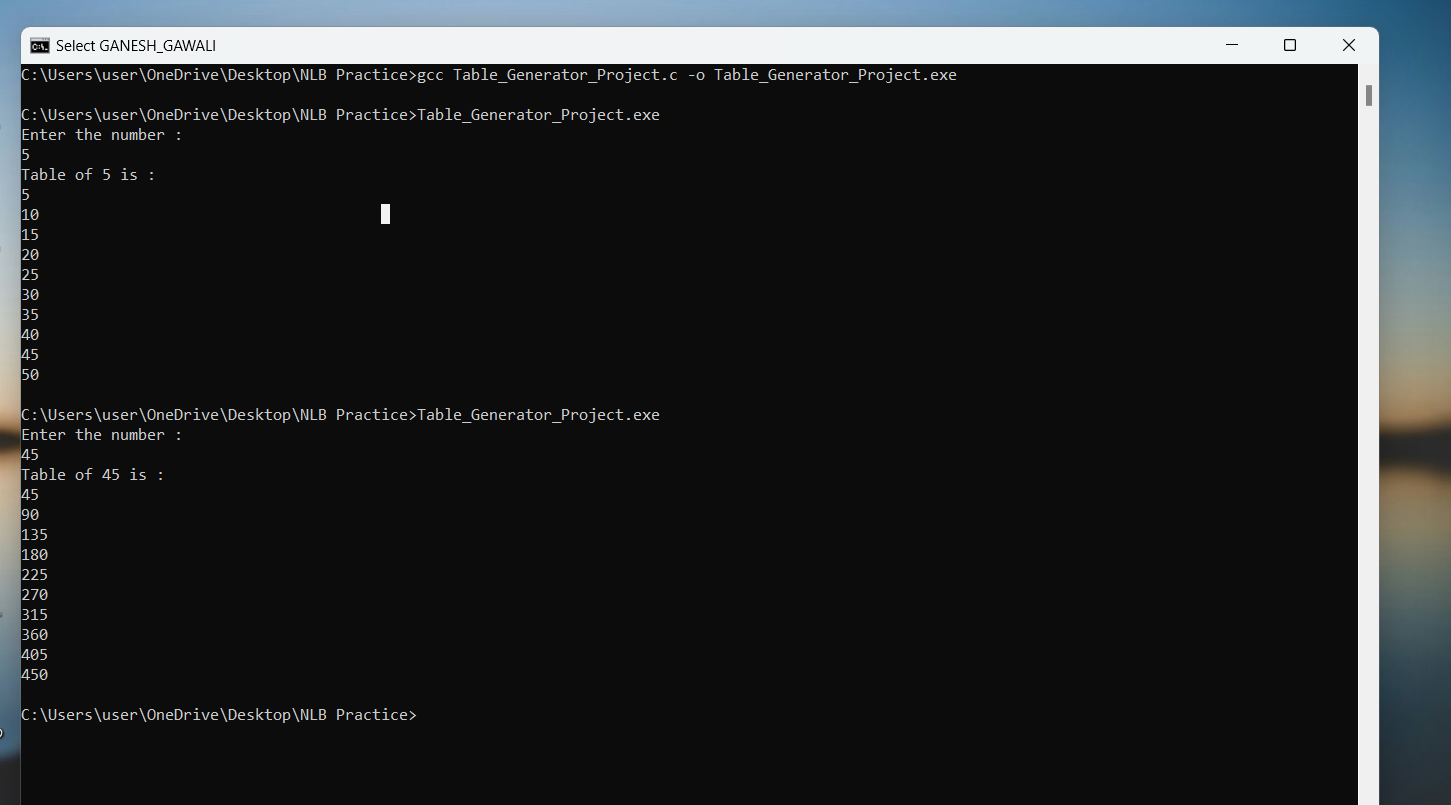 Select GANESH_GAWALI
C:\Users\user\OneDrive\Desktop\NLB Practice>gcc Table_Generator_Project.c -o Table_Generator_Project.exe
C:\Users\user\OneDrive\Desktop\NLB Practice>Table_Generator_Project.exe
Enter the number :
5
Table of 5 is :
5
10
15
20
25
30
35
40
45
50
C:\Users\user\OneDrive\Desktop\NLB Practice>Table_Generator_Project.exe
Enter the number :
45
Table of 45 is :
45
90
135
180
225
270
315
360
405
450
C:\Users\user\OneDrive\Desktop\NLB Practice>